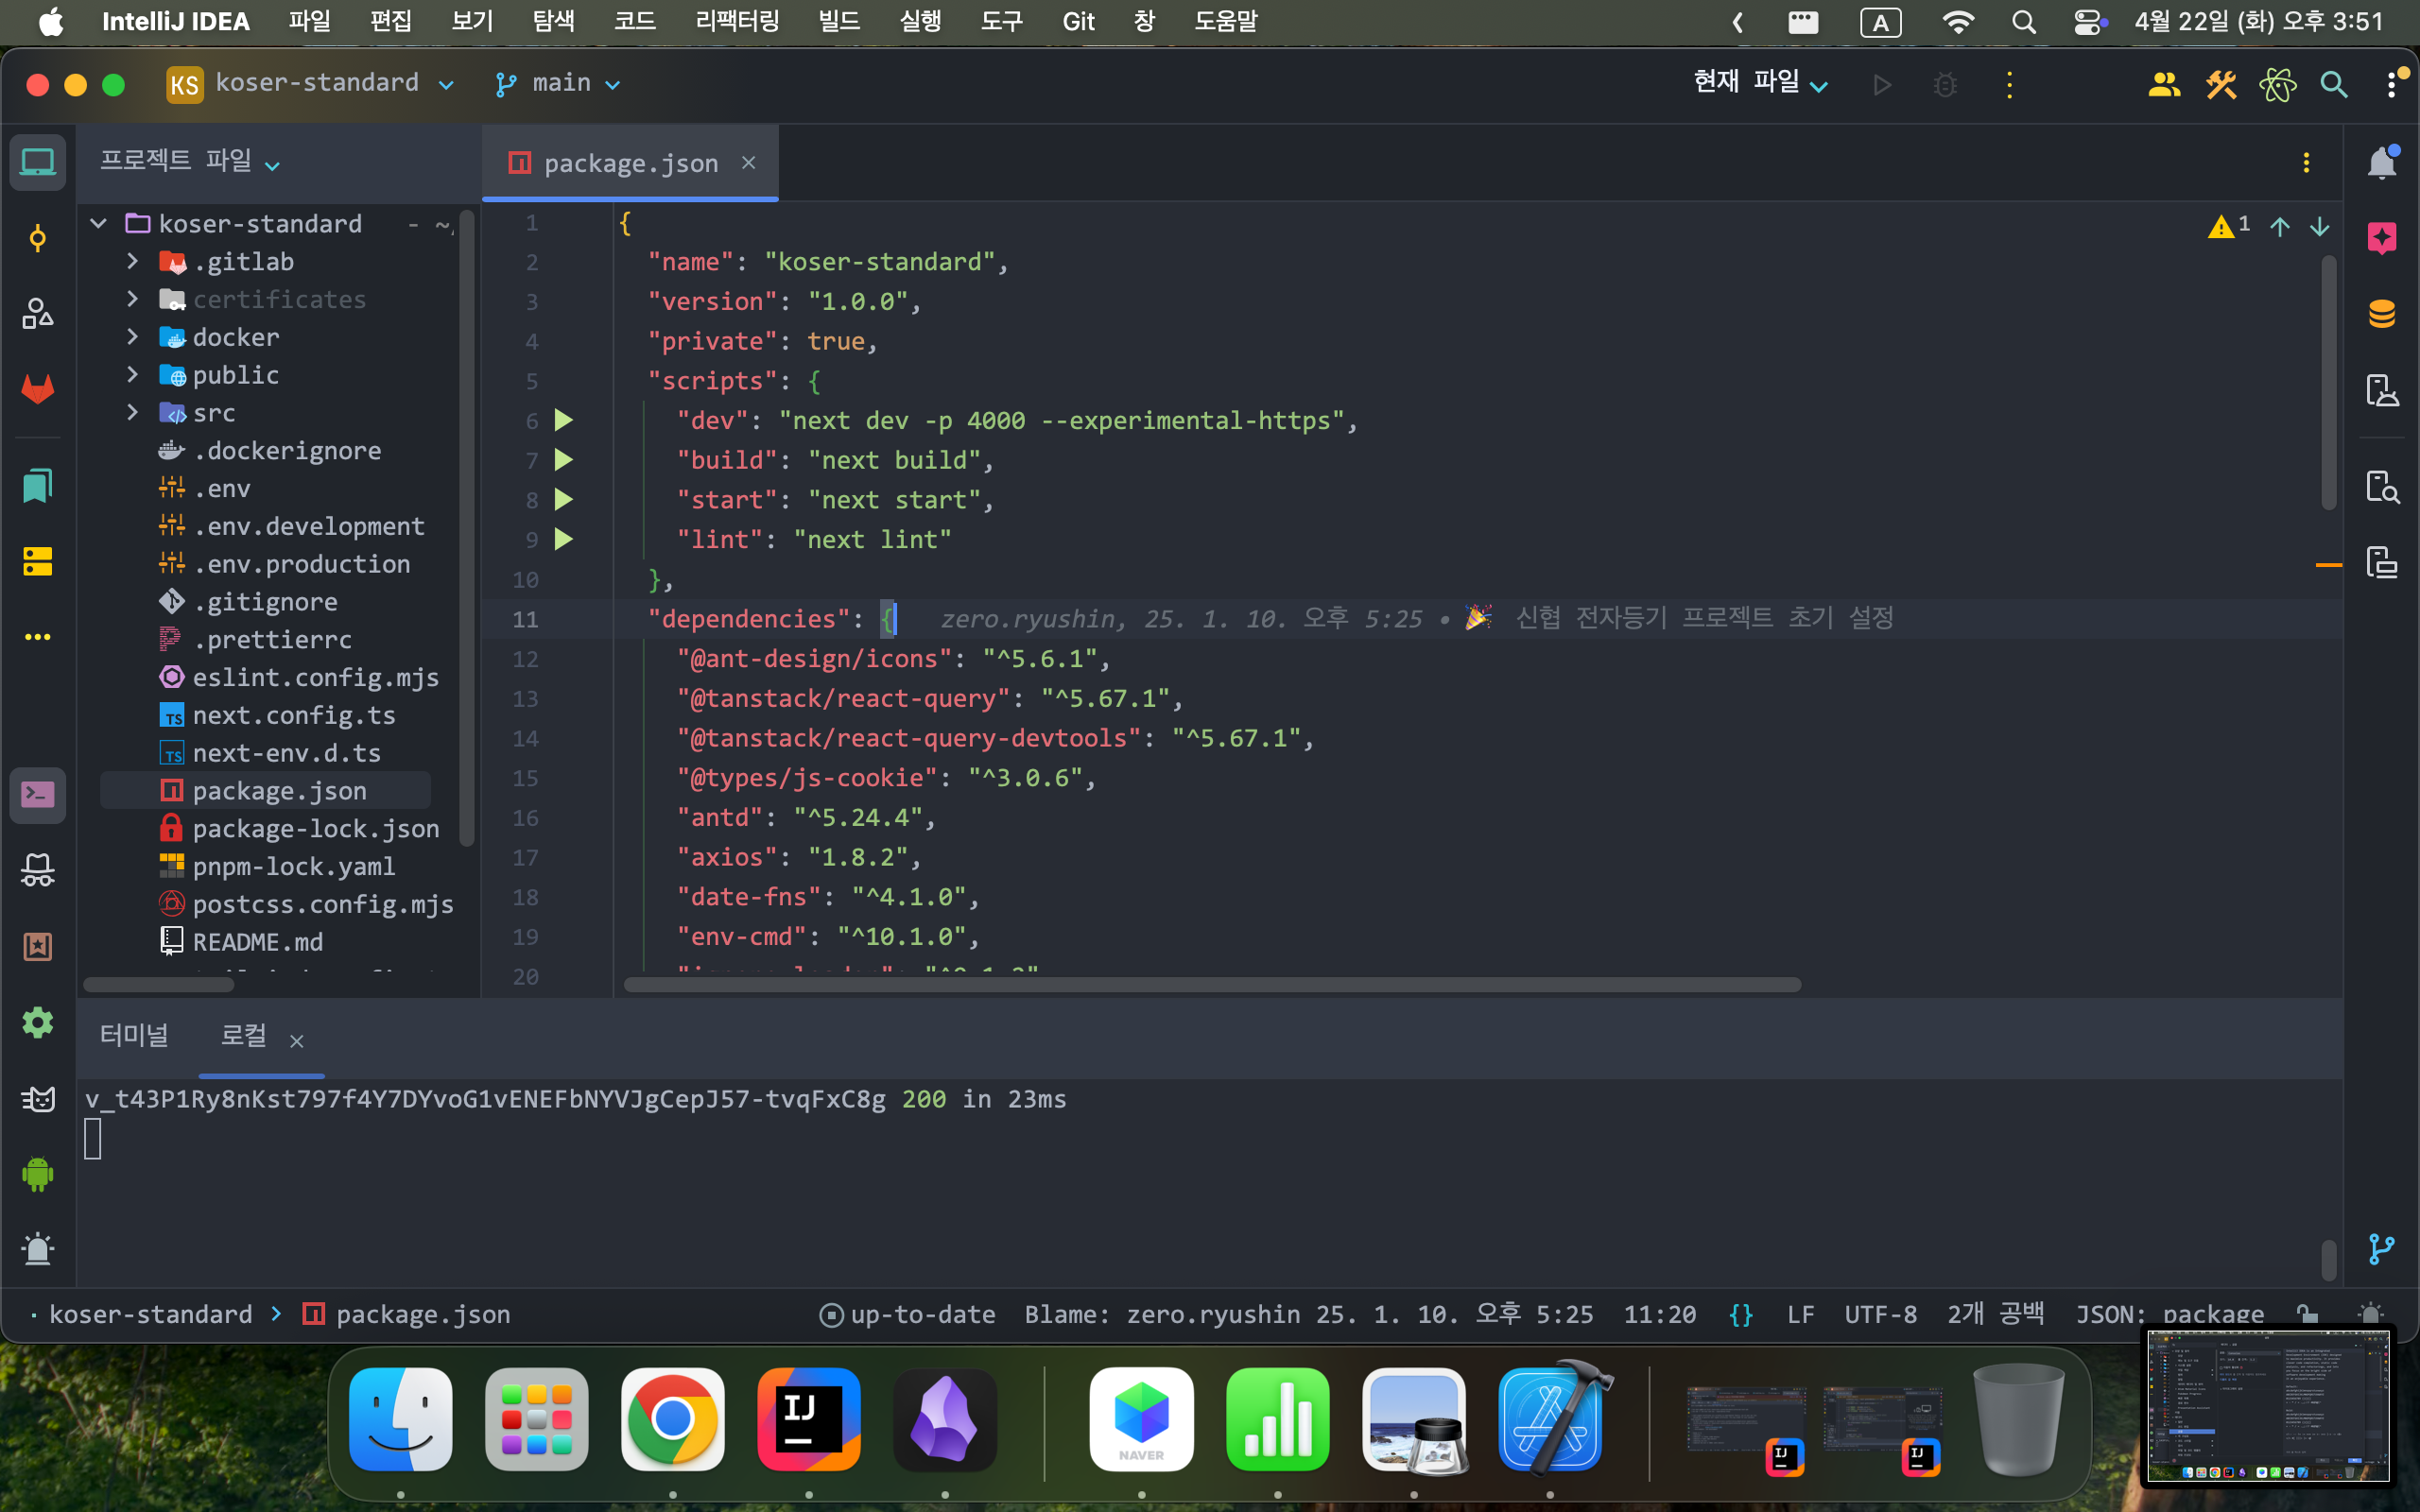 IntelliJ IDEA 파일 편집 보기 탐색 코드 리팩터링 빌드 실행 도구 Git 창 도움말 A 4월 22일 (화) 오후 3:51
KS koser-standard main 현재 파일
프로젝트 파일
package.json
koser-standard - ~/
.gitlab
certificates
docker
public
src
.dockerignore
.env
.env.development
.env.production
.gitignore
.prettierrc
eslint.config.mjs
next.config.ts
next-env.d.ts
package.json
package-lock.json
pnpm-lock.yaml
postcss.config.mjs
README.md
1 {
2 "name": "koser-standard",
3 "version": "1.0.0",
4 "private": true,
5 "scripts": {
6 "dev": "next dev -p 4000 --experimental-https",
7 "build": "next build",
8 "start": "next start",
9 "lint": "next lint"
10 },
11 "dependencies": { zero.ryushin, 25. 1. 10. 오후 5:25 • 🎉 신협 전자등기 프로젝트 초기 설정
12 "@ant-design/icons": "^5.6.1",
13 "@tanstack/react-query": "^5.67.1",
14 "@tanstack/react-query-devtools": "^5.67.1",
15 "@types/js-cookie": "^3.0.6",
16 "antd": "^5.24.4",
17 "axios": "1.8.2",
18 "date-fns": "^4.1.0",
19 "env-cmd": "^10.1.0",
20
1
터미널 로컬
v_t43P1Ry8nKst797f4Y7DYvoG1vENEFbNYVJgCepJ57-tvqFxC8g 200 in 23ms
koser-standard package.json up-to-date Blame: zero.ryushin 25. 1. 10. 오후 5:25 11:20 {} LF UTF-8 2개 공백 JSON: package
IJ NAVER